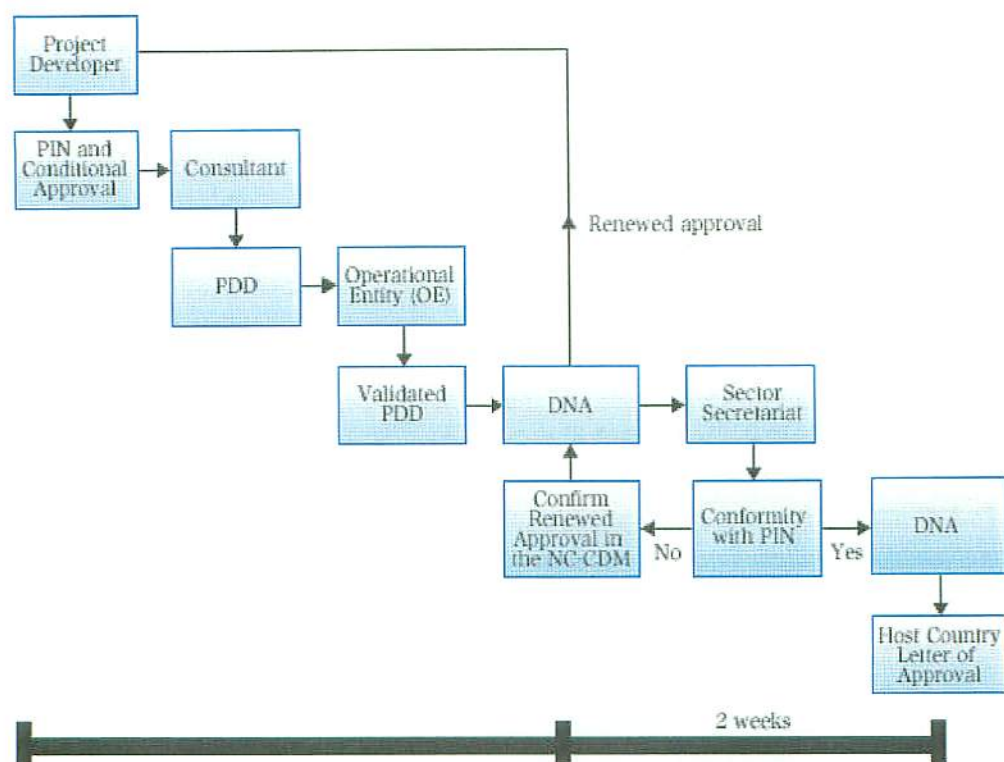 Project
Developer
PIN and
Conditional
Approval
Consultant
PDD
Operational
Entity (OE)
Renewed approval
Validated
PDD
DNA
Sector
Secretariat
Confirm
Renewed
Approval in
the NC-CDM
No
Conformity
with PIN
Yes
DNA
Host Country
Letter of
Approval
2 weeks